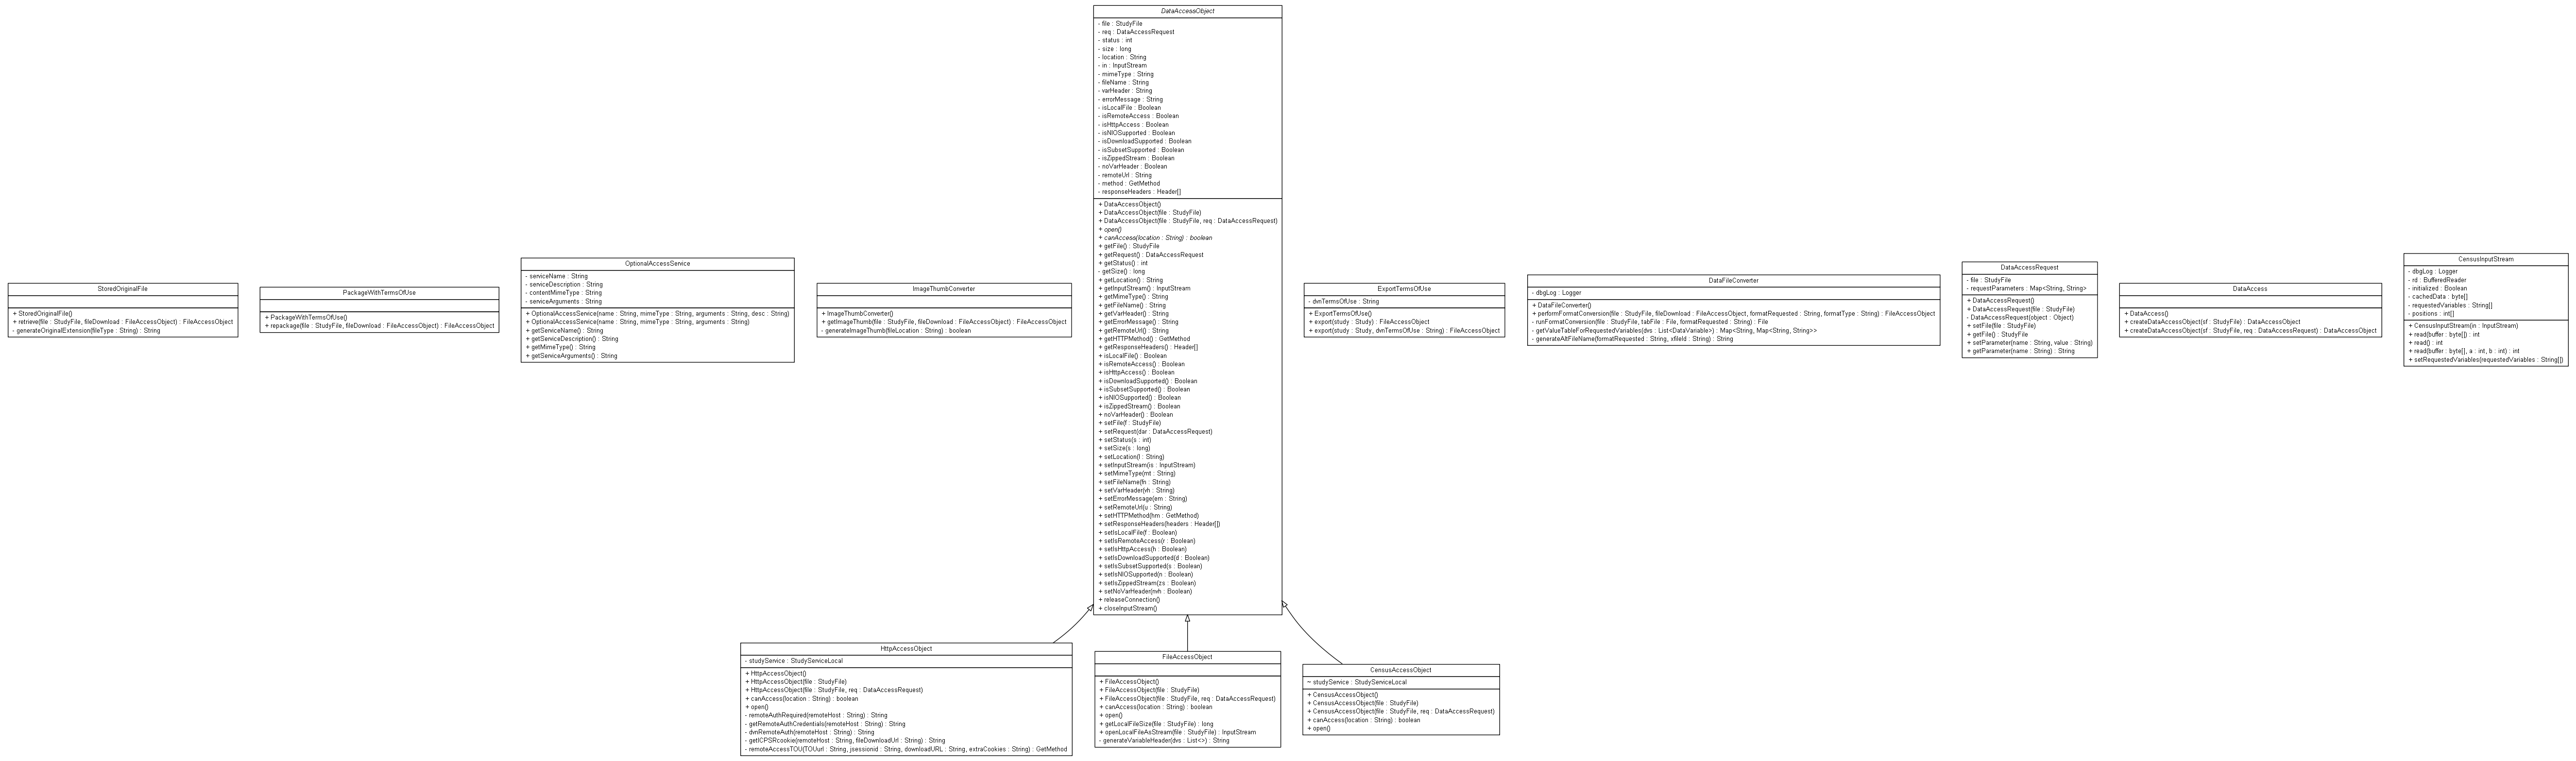 DataAccessObject
- file : StudyFile
- req : DataAccessRequest
- status : int
- size : long
- location : String
- in : InputStream
- mimeType : String
- fileName : String
- varHeader : String
- errorMessage : String
- isLocalFile : Boolean
- isRemoteAccess : Boolean
- isHttpAccess : Boolean
- isNIOSupported : Boolean
- isDownloadSupported : Boolean
- isSubsetSupported : Boolean
- isZippedStream : Boolean
- noVarHeader : Boolean
- remoteUrl : String
- method : GetMethod
- responseHeaders : Header[]
+ DataAccessObject()
+ DataAccessObject(file : StudyFile)
+ DataAccessObject(file : StudyFile, req : DataAccessRequest)
+ open()
+ canAccess(location : String) : boolean
+ getFile() : StudyFile
+ getRequest() : DataAccessRequest
+ getStatus() : int
- getSize() : long
+ getLocation() : String
+ getInputStream() : InputStream
+ getMimeType() : String
+ getFileName() : String
+ getVarHeader() : String
+ getErrorMessage() : String
+ getRemoteUrl() : String
+ getHTTPMethod() : GetMethod
+ getResponseHeaders() : Header[]
+ isLocalFile() : Boolean
+ isRemoteAccess() : Boolean
+ isHttpAccess() : Boolean
+ isDownloadSupported() : Boolean
+ isSubsetSupported() : Boolean
+ isNIOSupported() : Boolean
+ isZippedStream() : Boolean
+ noVarHeader() : Boolean
+ setFile(f : StudyFile)
+ setRequest(dar : DataAccessRequest)
+ setStatus(s : int)
+ setSize(s : long)
+ setLocation(l : String)
+ setInputStream(is : InputStream)
+ setMimeType(mt : String)
+ setFileName(fn : String)
+ setVarHeader(vh : String)
+ setErrorMessage(em : String)
+ setRemoteUrl(u : String)
+ setHTTPMethod(hm : GetMethod)
+ setResponseHeaders(headers : Header[])
+ setIsLocalFile(f : Boolean)
+ setIsRemoteAccess(r : Boolean)
+ setIsHttpAccess(h : Boolean)
+ setIsDownloadSupported(d : Boolean)
+ setIsSubsetSupported(s : Boolean)
+ setIsNIOSupported(n : Boolean)
+ setIsZippedStream(zs : Boolean)
+ setNoVarHeader(nvh : Boolean)
+ releaseConnection()
+ closeInputStream()
StoredOriginalFile
+ StoredOriginalFile()
+ retrieve(file : StudyFile, fileDownload : FileAccessObject) : FileAccessObject
- generateOriginalExtension(fileType : String) : String
PackageWithTermsOfUse
+ PackageWithTermsOfUse()
+ repackage(file : StudyFile, fileDownload : FileAccessObject) : FileAccessObject
OptionalAccessService
- serviceName : String
- serviceDescription : String
- contentMimeType : String
- serviceArguments : String
+ OptionalAccessService(name : String, mimeType : String, arguments : String, desc : String)
+ OptionalAccessService(name : String, mimeType : String, arguments : String)
+ getServiceName() : String
+ getServiceDescription() : String
+ getMimeType() : String
+ getServiceArguments() : String
ImageThumbConverter
+ ImageThumbConverter()
+ getImageThumb(file : StudyFile, fileDownload : FileAccessObject) : FileAccessObject
- generateImageThumb(fileLocation : String) : boolean
ExportTermsOfUse
- dvnTermsOfUse : String
+ ExportTermsOfUse()
+ export(study : Study) : FileAccessObject
+ export(study : Study, dvnTermsOfUse : String) : FileAccessObject
DataFileConverter
- dbgLog : Logger
+ DataFileConverter()
+ performFormatConversion(file : StudyFile, fileDownload : FileAccessObject, formatRequested : String, formatType : String) : FileAccessObject
- runFormatConversion(file : StudyFile, tabFile : File, formatRequested : String) : File
- getValueTableForRequestedVariables(dvs : List<DataVariable>) : Map<String, Map<String, String>>
- generateAltFileName(formatRequested : String, xfileId : String) : String
DataAccessRequest
- file : StudyFile
- requestParameters : Map<String, String>
+ DataAccessRequest()
+ DataAccessRequest(file : StudyFile)
- DataAccessRequest(object : Object)
+ setFile(file : StudyFile)
+ getFile() : StudyFile
+ setParameter(name : String, value : String)
+ getParameter(name : String) : String
DataAccess
+ DataAccess()
+ createDataAccessObject(sf : StudyFile) : DataAccessObject
+ createDataAccessObject(sf : StudyFile, req : DataAccessRequest) : DataAccessObject
CensusInputStream
- dbgLog : Logger
- rd : BufferedReader
- initialized : Boolean
- cachedData : byte[]
- requestedVariables : String[]
- positions : int[]
+ CensusInputStream(in : InputStream)
+ read() : int
+ read(buffer : byte[]) : int
+ read(buffer : byte[], a : int, b : int) : int
+ setRequestedVariables(requestedVariables : String[])
HttpAccessObject
- studyService : StudyServiceLocal
+ HttpAccessObject()
+ HttpAccessObject(file : StudyFile)
+ HttpAccessObject(file : StudyFile, req : DataAccessRequest)
+ canAccess(location : String) : boolean
+ open()
- remoteAuthRequired(remoteHost : String) : String
- getRemoteAuthCredentials(remoteHost : String) : String
- dvnRemoteAuth(remoteHost : String) : String
- getICPSRcookie(remoteHost : String, fileDownloadUrl : String) : String
- remoteAccessTOU(TOUurl : String, jsessionid : String, downloadURL : String, extraCookies : String) : GetMethod
FileAccessObject
+ FileAccessObject()
+ FileAccessObject(file : StudyFile)
+ FileAccessObject(file : StudyFile, req : DataAccessRequest)
+ canAccess(location : String) : boolean
+ open()
+ getLocalFileSize(file : StudyFile) : long
+ openLocalFileAsStream(file : StudyFile) : InputStream
- generateVariableHeader(dvs : List<>) : String
CensusAccessObject
~ studyService : StudyServiceLocal
+ CensusAccessObject()
+ CensusAccessObject(file : StudyFile)
+ CensusAccessObject(file : StudyFile, req : DataAccessRequest)
+ canAccess(location : String) : boolean
+ open()